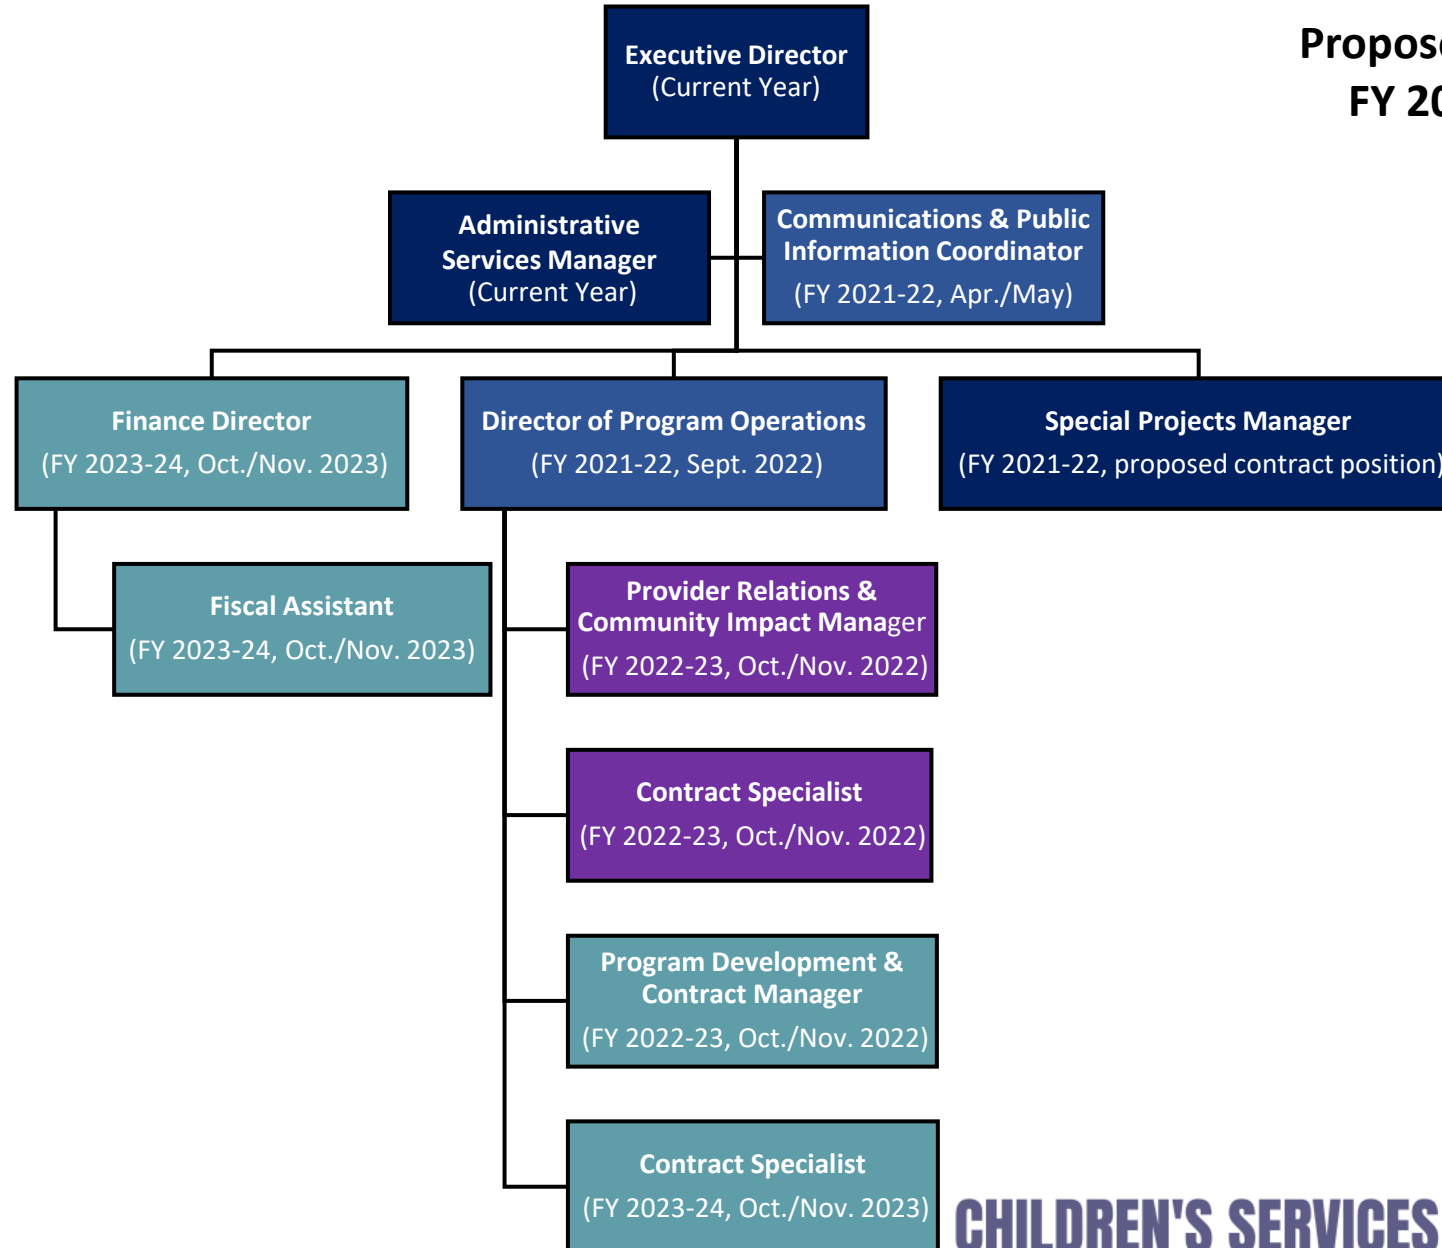 Executive Director
(Current Year)
FY 20
Administrative
Services Manager
(Current Year)
Communications & Public
Information Coordinator
(FY 2021-22, Apr./May)
Finance Director
(FY 2023-24, Oct./Nov. 2023)
Director of Program Operations
(FY 2021-22, Sept. 2022)
Special Projects Manager
(FY 2021-22, proposed contract position)
Fiscal Assistant
(FY 2023-24, Oct./Nov. 2023)
Provider Relations &
Community Impact Manager
(FY 2022-23, Oct./Nov. 2022)
Contract Specialist
(FY 2022-23, Oct./Nov. 2022)
Program Development &
Contract Manager
(FY 2022-23, Oct./Nov. 2022)
Contract Specialist
(FY 2023-24, Oct./Nov. 2023)
CHILDREN'S SERVICES